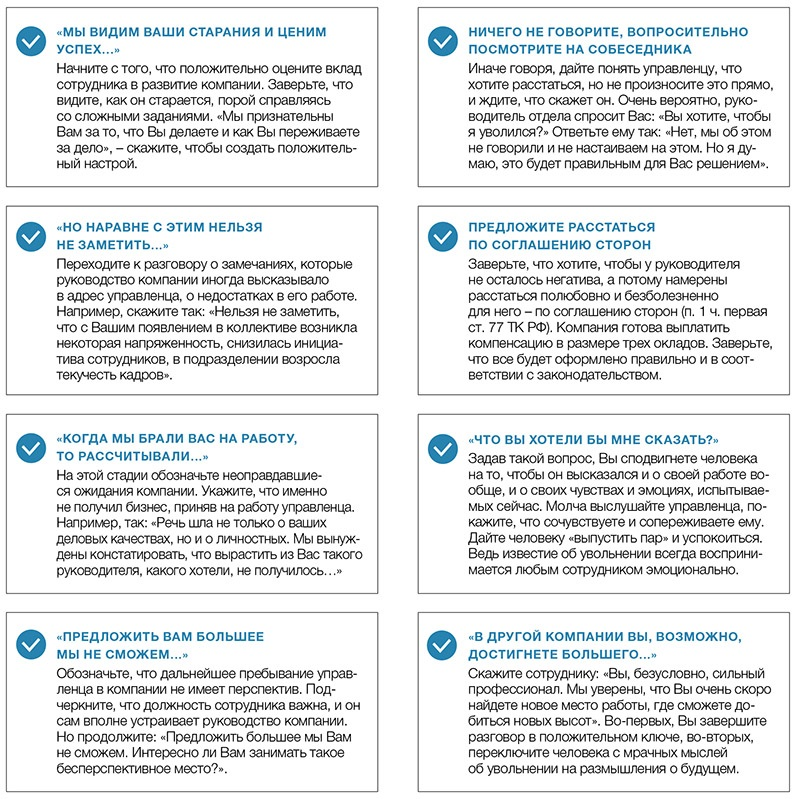 «МЫ ВИДИМ ВАШИ СТАРАНИЯ И ЦЕНИМ
УСПЕХ...»
Начните с того, что положительно оцените вклад
сотрудника в развитие компании. Заверьте, что
видите, как он старается, порой справляясь
со сложными заданиями. «Мы признательны
Вам за то, что Вы делаете и как Вы переживаете
за дело», – скажите, чтобы создать положитель-
ный настрой.
«НО НАРАВНЕ С ЭТИМ НЕЛЬЗЯ
НЕ ЗАМЕТИТЬ...»
Переходите к разговору о замечаниях, которые
руководство компании иногда высказывало
в адрес управленца, о недостатках в его работе.
Например, скажите так: «Нельзя не заметить,
что с Вашим появлением в коллективе возникла
некоторая напряженность, снизилась инициа-
тива сотрудников, в подразделении возросла
текучесть кадров».
«КОГДА МЫ БРАЛИ ВАС НА РАБОТУ,
ТО РАССЧИТЫВАЛИ...»
На этой стадии обозначьте неоправдавшие-
ся ожидания компании. Укажите, что именно
не получил бизнес, приняв на работу управленца.
Например, так: «Речь шла не только о ваших
деловых качествах, но и о личностных. Мы вынуж-
дены констатировать, что вырастить из Вас такого
руководителя, какого хотели, не получилось...»
«ПРЕДЛОЖИТЬ ВАМ БОЛЬШЕЕ
МЫ НЕ СМОЖЕМ...»
Обозначьте, что дальнейшее пребывание управ-
ленца в компании не имеет перспектив. Под-
черкните, что должность сотрудника важна, и он
сам вполне устраивает руководство компании.
Но продолжите: «Предложить большее мы Вам
не сможем. Интересно ли Вам занимать такое
бесперспективное место?».
НИЧЕГО НЕ ГОВОРИТЕ, ВОПРОСИТЕЛЬНО
ПОСМОТРИТЕ НА СОБЕСЕДНИКА
Иначе говоря, дайте понять управленцу, что
хотите расстаться, но не произносите это прямо,
и ждите, что скажет он. Очень вероятно, руко-
водитель отдела спросит Вас: «Вы хотите, чтобы
я уволился?» Ответьте ему так: «Нет, мы об этом
не говорили и не настаиваем на этом. Но я ду-
маю, это будет правильным для Вас решением».
ПРЕДЛОЖИТЕ РАССТАТЬСЯ
ПО СОГЛАШЕНИЮ СТОРОН
Заверьте, что хотите, чтобы у руководителя
не осталось негатива, а потому намерены
расстаться полюбовно и безболезненно
для него – по соглашению сторон (п. 1 ч. первая
ст. 77 ТК РФ). Компания готова выплатить
компенсацию в размере трех окладов. Заверьте,
что все будет оформлено правильно и в соот-
ветствии с законодательством.
«ЧТО ВЫ ХОТЕЛИ БЫ МНЕ СКАЗАТЬ?»
Задав такой вопрос, Вы сподвигнете человека
на то, чтобы он высказался и о своей работе во-
обще, и о своих чувствах и эмоциях, испытывае-
мых сейчас. Молча выслушайте управленца, по-
кажите, что сочувствуете и сопереживаете ему.
Дайте человеку «выпустить пар» и успокоиться.
Ведь известие об увольнении всегда восприни-
мается любым сотрудником эмоционально.
«В ДРУГОЙ КОМПАНИИ ВЫ, ВОЗМОЖНО,
ДОСТИГНЕТЕ БОЛЬШЕГО...»
Скажите сотруднику: «Вы, безусловно, сильный
профессионал. Мы уверены, что Вы очень скоро
найдете новое место работы, где сможете до-
биться новых высот». Во-первых, Вы завершите
разговор в положительном ключе, во-вторых,
переключите человека с мрачных мыслей
об увольнении на размышления о будущем.